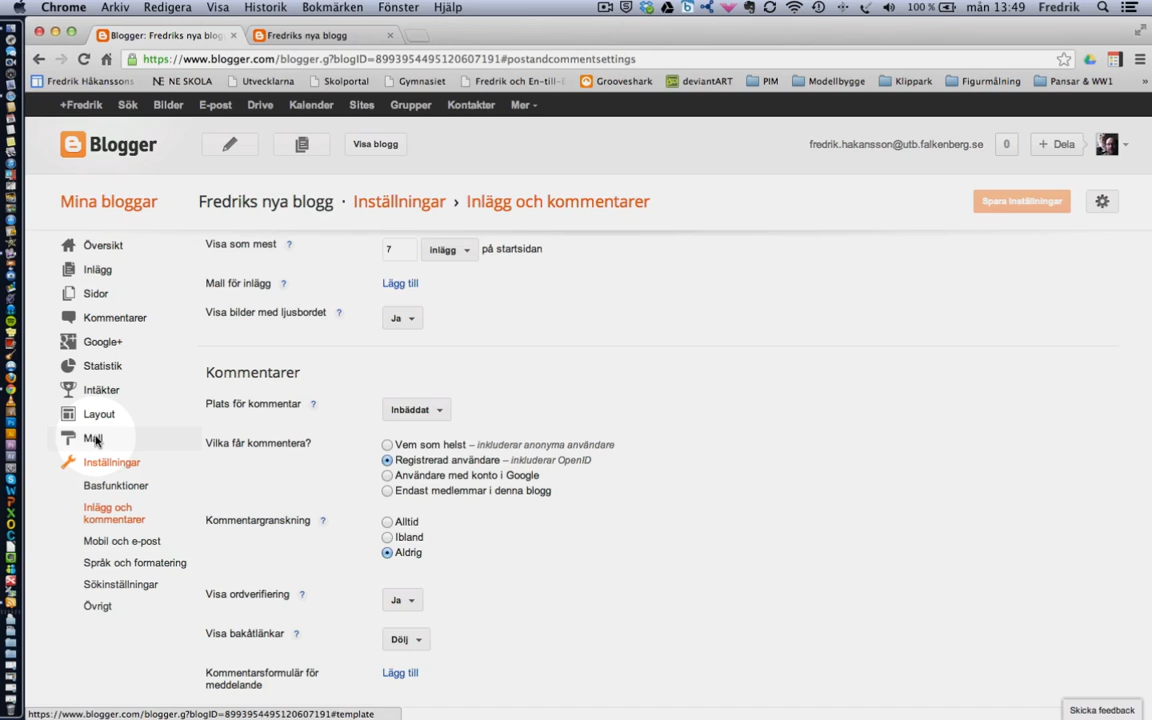 Chrome Arkiv Redigera Visa Historik Bokmärken Fönster Hjälp 100 % mån 13:49 Fredrik
Blogger: Fredriks nya blog Fredriks nya blogg
https://www.blogger.com/blogger.g?blogID=8993954495120607191#postandcommentsettings
Fredrik Håkanssons NE NE SKOLA Utvecklarna Skolportal Gymnasiet Fredrik och En-till-E Grooveshark deviantART PIM Modellbygge Klippark Figurmålning Pansar & WW1
+Fredrik Sök Bilder E-post Drive Kalender Sites Grupper Kontakter Mer
Blogger Visa blogg fredrik.hakansson@utb.falkenberg.se 0 + Dela
Mina bloggar Fredriks nya blogg · Inställningar › Inlägg och kommentarer Spara inställningar
Översikt
Inlägg
Sidor
Kommentarer
Google+
Statistik
Intäkter
Layout
Mall
Inställningar
Basfunktioner
Inlägg och
kommentarer
Mobil och e-post
Språk och formatering
Sökinställningar
Övrigt
Visa som mest ? 7 inlägg på startsidan
Mall för inlägg ? Lägg till
Visa bilder med ljusbordet ? Ja
Kommentarer
Plats för kommentar ? Inbäddat
Vilka får kommentera? Vem som helst – inkluderar anonyma användare
Registrerad användare – inkluderar OpenID
Användare med konto i Google
Endast medlemmar i denna blogg
Kommentargranskning ? Alltid
Ibland
Aldrig
Visa ordverifiering ? Ja
Visa bakåtlänkar ? Dölj
Kommentarsformulär för
meddelande ? Lägg till
https://www.blogger.com/blogger.g?blogID=8993954495120607191#template
Skicka feedback